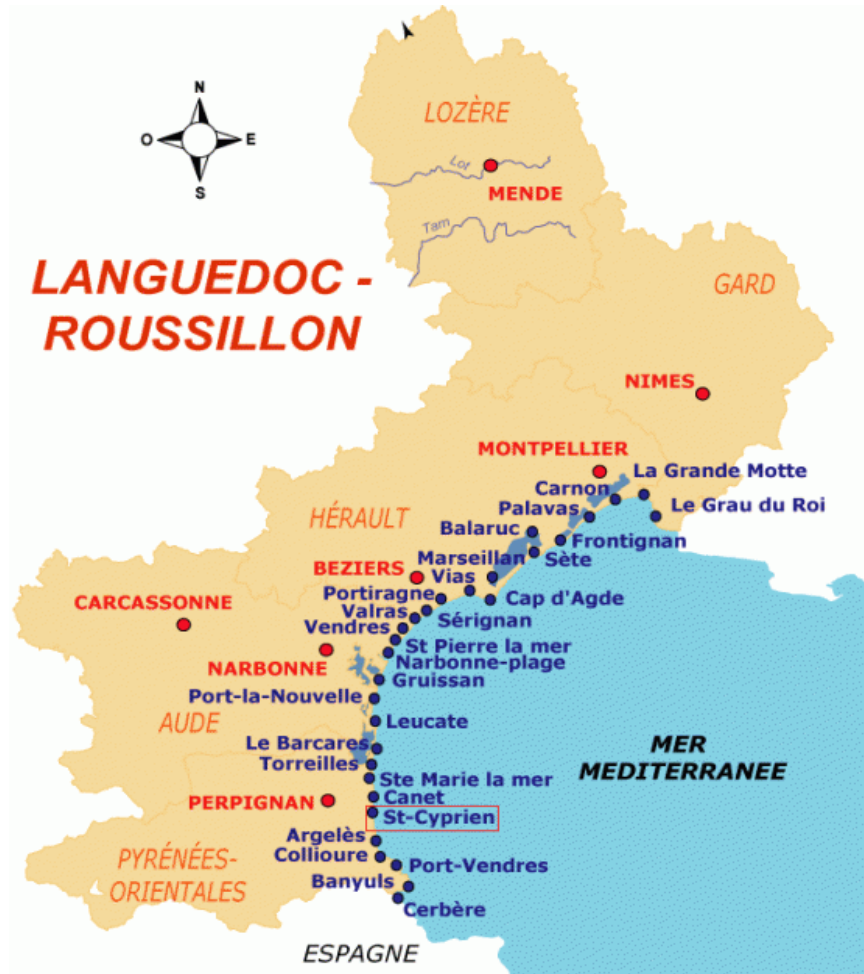 N
O
E
S
LOZÈRE
Lot
MENDE
Tam
LANGUEDOC -
ROUSSILLON
GARD
NIMES
MONTPELLIER
La Grande Motte
Carnon
Le Grau du Roi
Palavas
HÉRAULT
Balaruc
Frontignan
Marseillan
Sète
BEZIERS
Vias
CARCASSONNE
Portiragne
Cap d'Agde
Valras
Sérignan
Vendres
St Pierre la mer
NARBONNE
Narbonne-plage
Gruissan
Port-la-Nouvelle
AUDE
Leucate
Le Barcares
MER
MEDITERRANEE
Torreilles
Ste Marie la mer
PERPIGNAN
Canet
St-Cyprien
Argelès
PYRÉNÉES-
ORIENTALES
Collioure
Port-Vendres
Banyuls
Cerbère
ESPAGNE